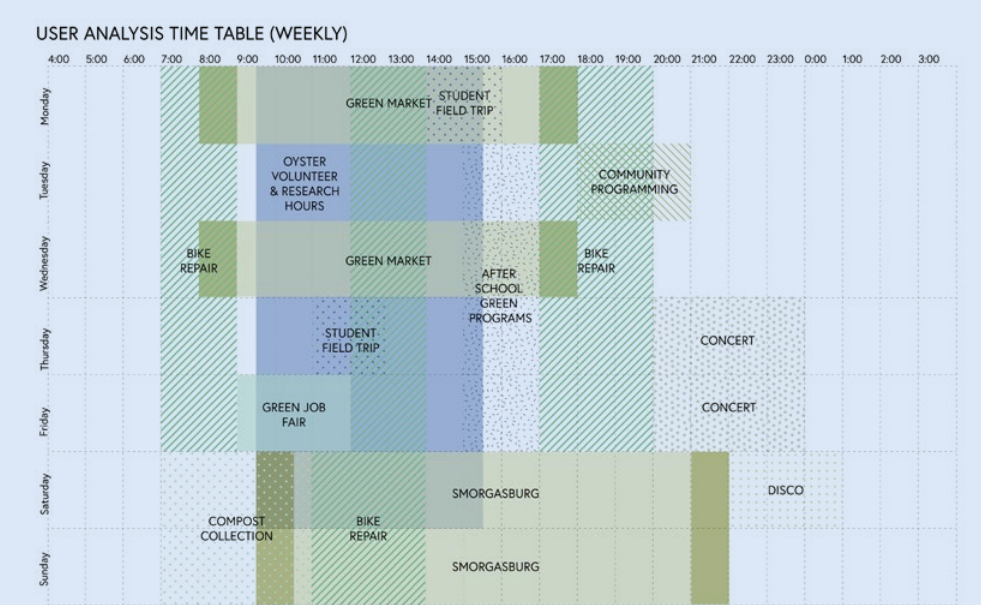 USER ANALYSIS TIME TABLE (WEEKLY)
4:00 5:00 6:00 7:00 8:00 9:00 10:00 11:00 12:00 13:00 14:00 15:00 16:00 17:00 18:00 19:00 20:00 21:00 22:00 23:00 0:00 1:00 2:00 3:00
Monday
GREEN MARKET
STUDENT
FIELD TRIP
Tuesday
OYSTER
VOLUNTEER
& RESEARCH
HOURS
COMMUNITY
PROGRAMMING
Wednesday
BIKE
REPAIR
GREEN MARKET
AFTER
SCHOOL
GREEN
PROGRAMS
BIKE
REPAIR
Thursday
STUDENT
FIELD TRIP
CONCERT
Friday
GREEN JOB
FAIR
CONCERT
Saturday
SMORGASBURG
DISCO
COMPOST
COLLECTION
BIKE
REPAIR
Sunday
SMORGASBURG